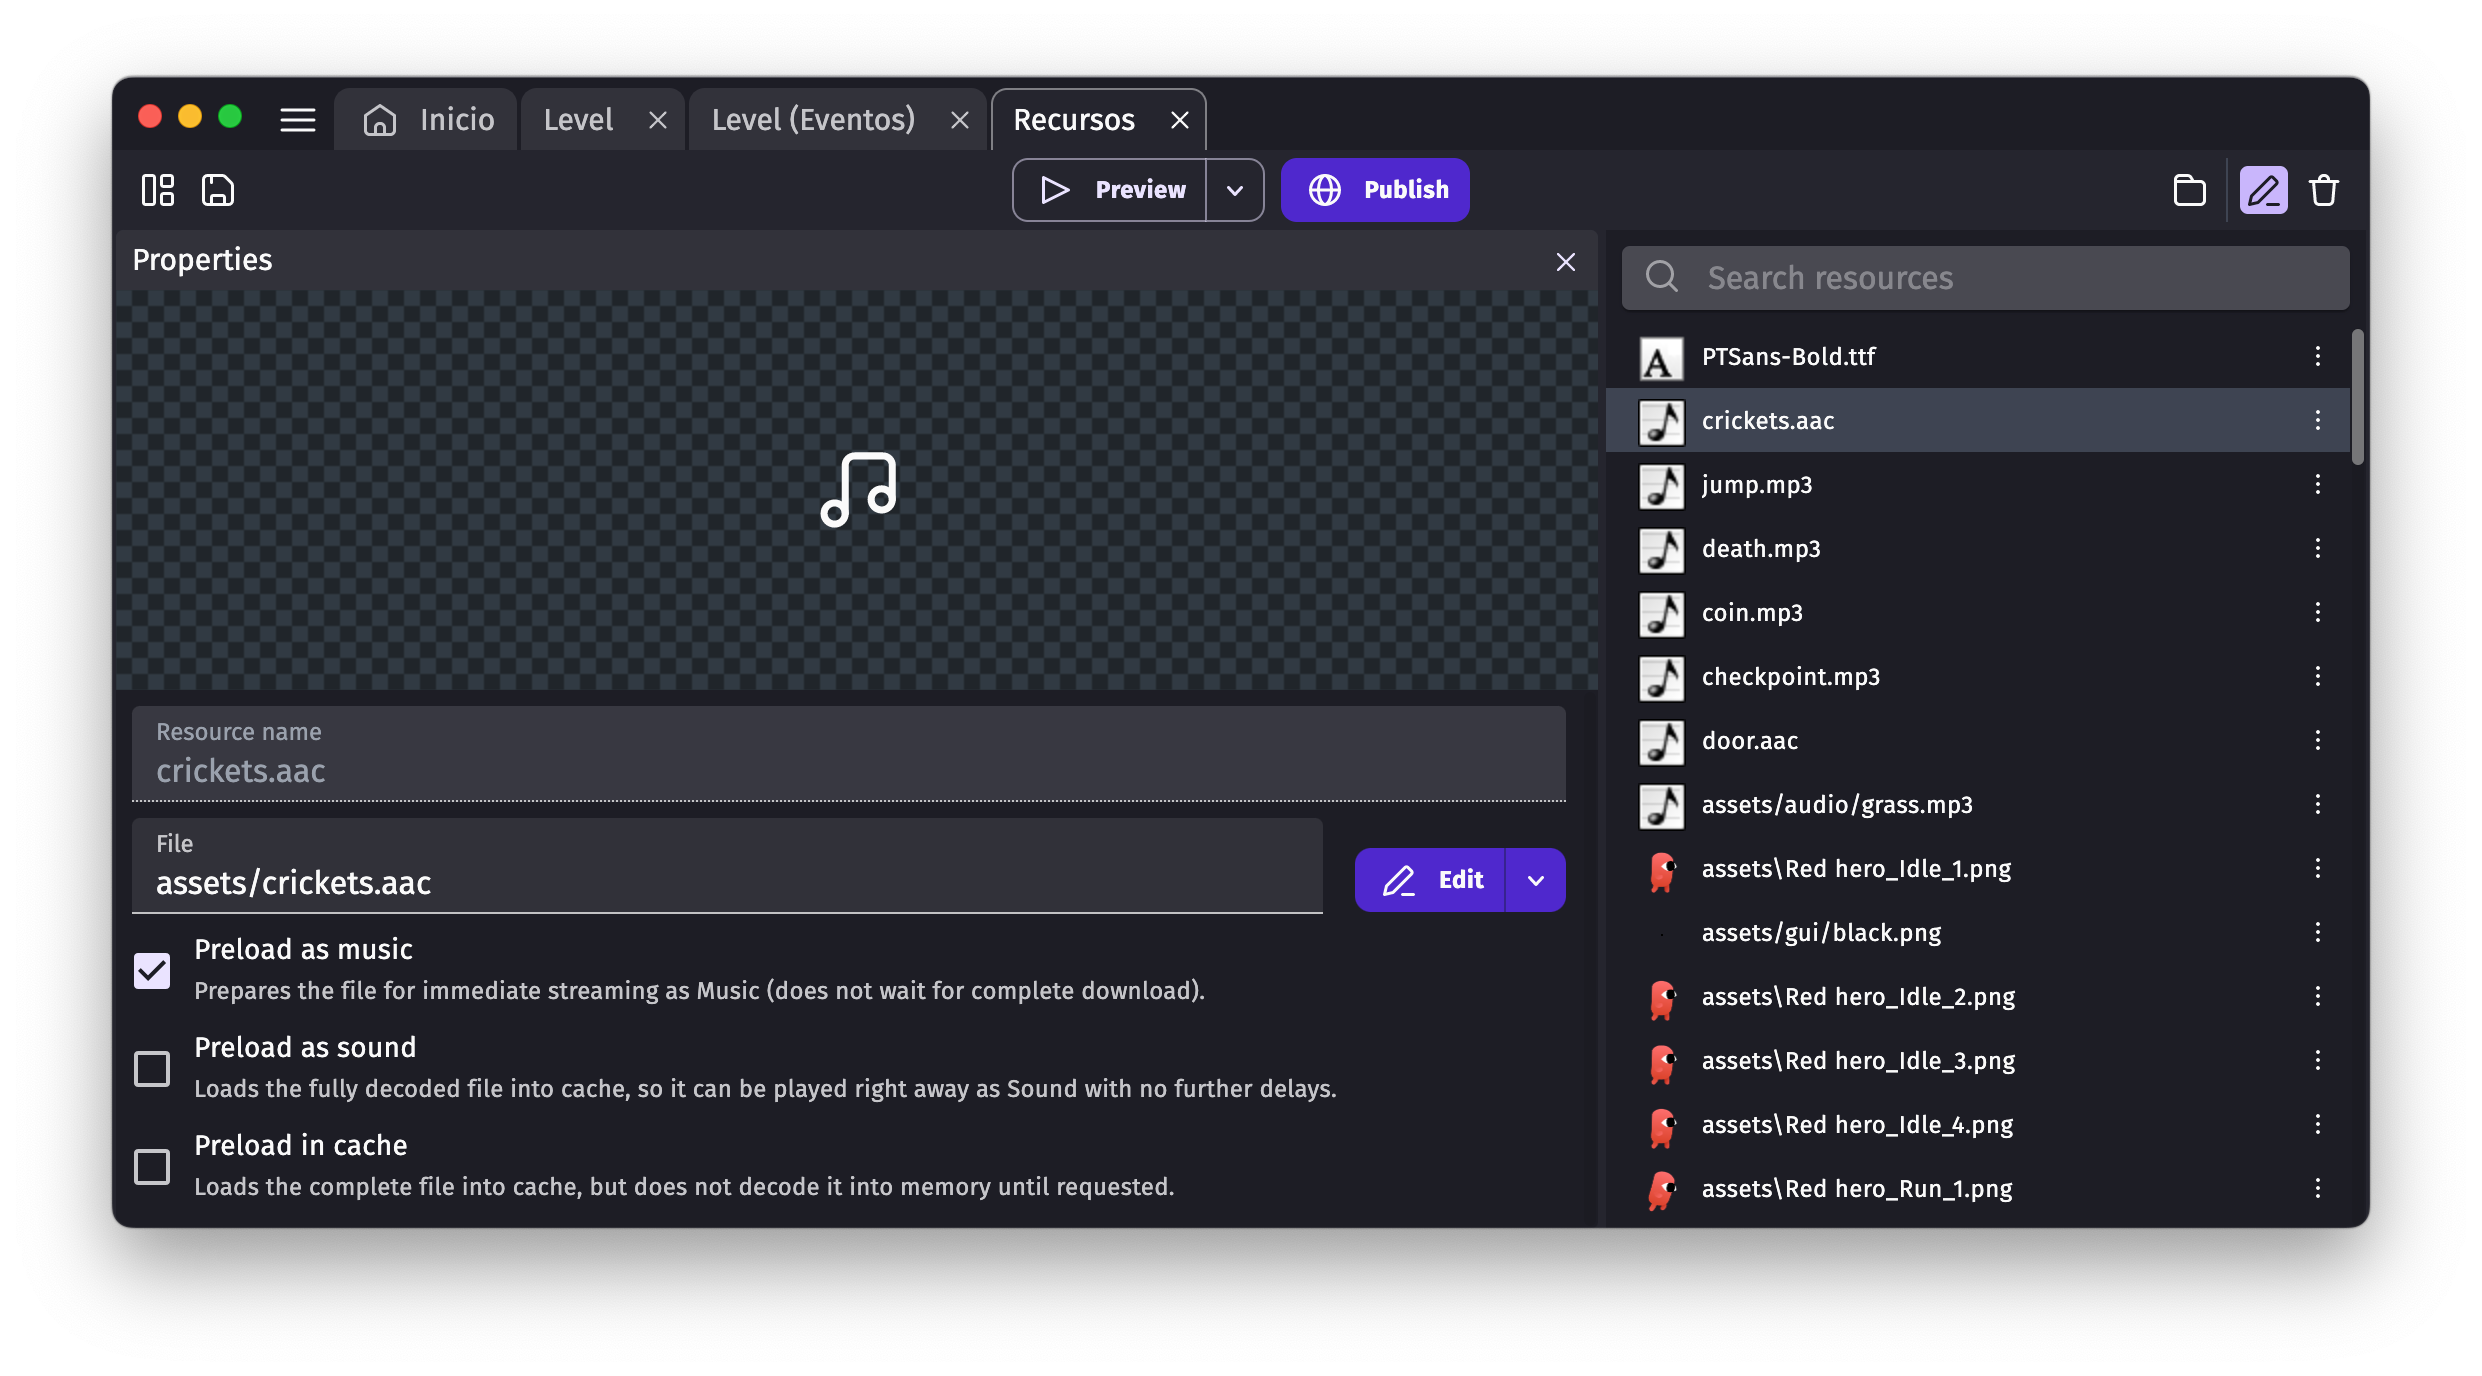 Inicio
Level
Level (Eventos)
Recursos
Preview
Publish
Properties
Resource name
crickets.aac
File
assets/crickets.aac
Edit
Preload as music
Prepares the file for immediate streaming as Music (does not wait for complete download).
Preload as sound
Loads the fully decoded file into cache, so it can be played right away as Sound with no further delays.
Preload in cache
Loads the complete file into cache, but does not decode it into memory until requested.
Search resources
A
PTSans-Bold.ttf
crickets.aac
jump.mp3
death.mp3
coin.mp3
checkpoint.mp3
door.aac
assets/audio/grass.mp3
assets\Red hero_Idle_1.png
assets/gui/black.png
assets\Red hero_Idle_2.png
assets\Red hero_Idle_3.png
assets\Red hero_Idle_4.png
assets\Red hero_Run_1.png